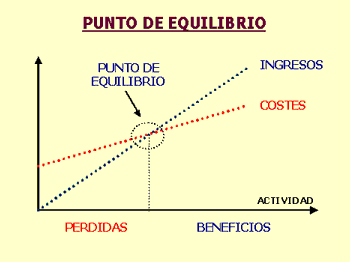 PUNTO DE EQUILIBRIO
PUNTO DE
EQUILIBRIO
INGRESOS
COSTES
ACTIVIDAD
PERDIDAS
BENEFICIOS